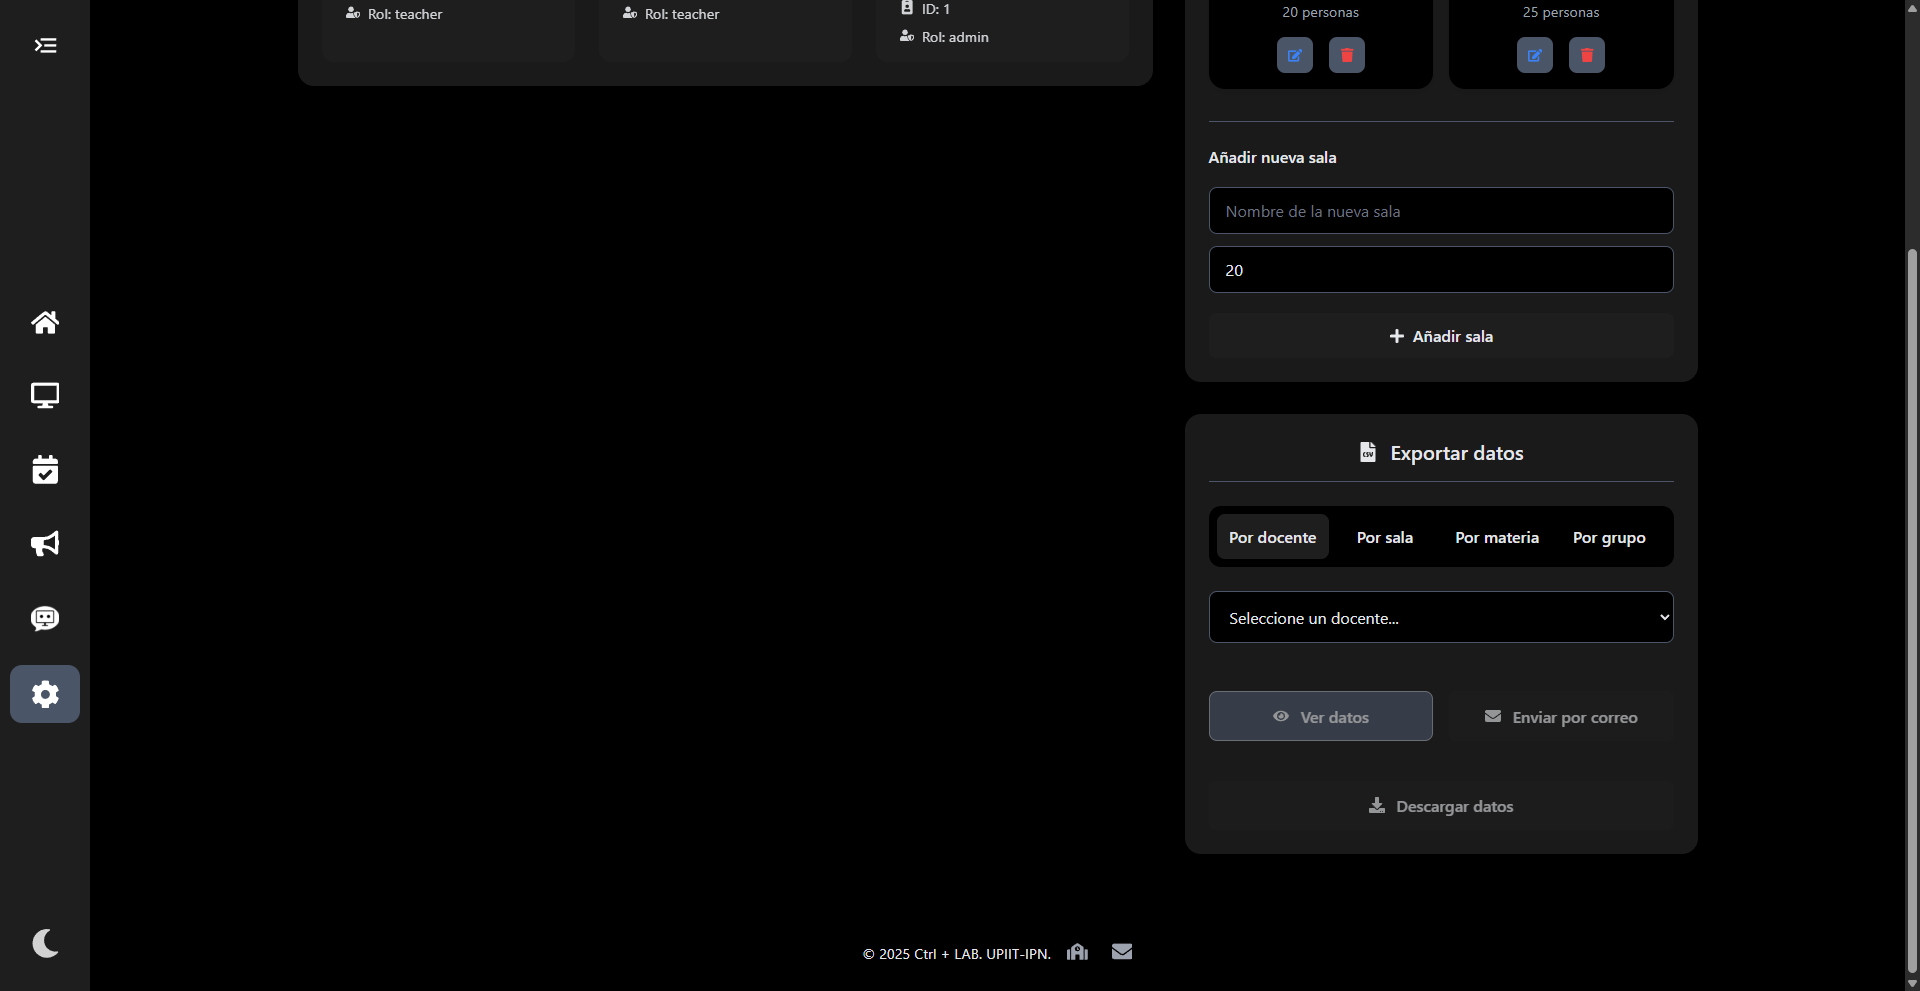 Rol: teacher
Rol: teacher
ID: 1
Rol: admin
20 personas
25 personas
Añadir nueva sala
Nombre de la nueva sala
20
Añadir sala
CSV
Exportar datos
Por docente
Por sala
Por materia
Por grupo
Seleccione un docente...
Ver datos
Enviar por correo
Descargar datos
© 2025 Ctrl + LAB. UPIIT-IPN.